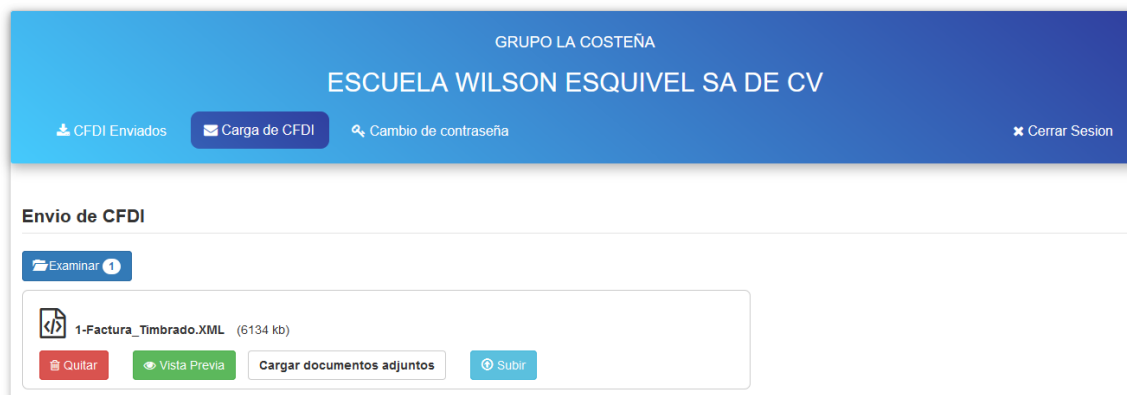 GRUPO LA COSTEÑA
ESCUELA WILSON ESQUIVEL SA DE CV
CFDI Enviados Carga de CFDI Cambio de contraseña Cerrar Sesion
Envio de CFDI
Examinar 1
1-Factura_Timbrado.XML (6134 kb)
Quitar Vista Previa Cargar documentos adjuntos Subir